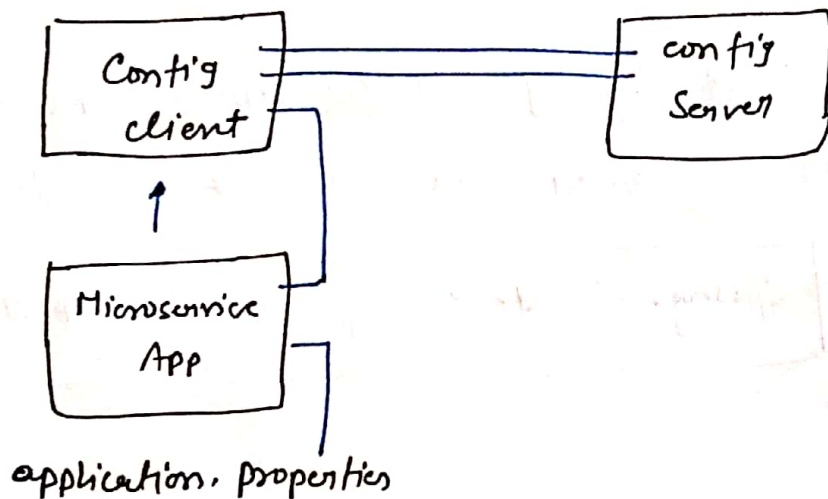 Config
client
config
Server
Microservice
App
application. properties